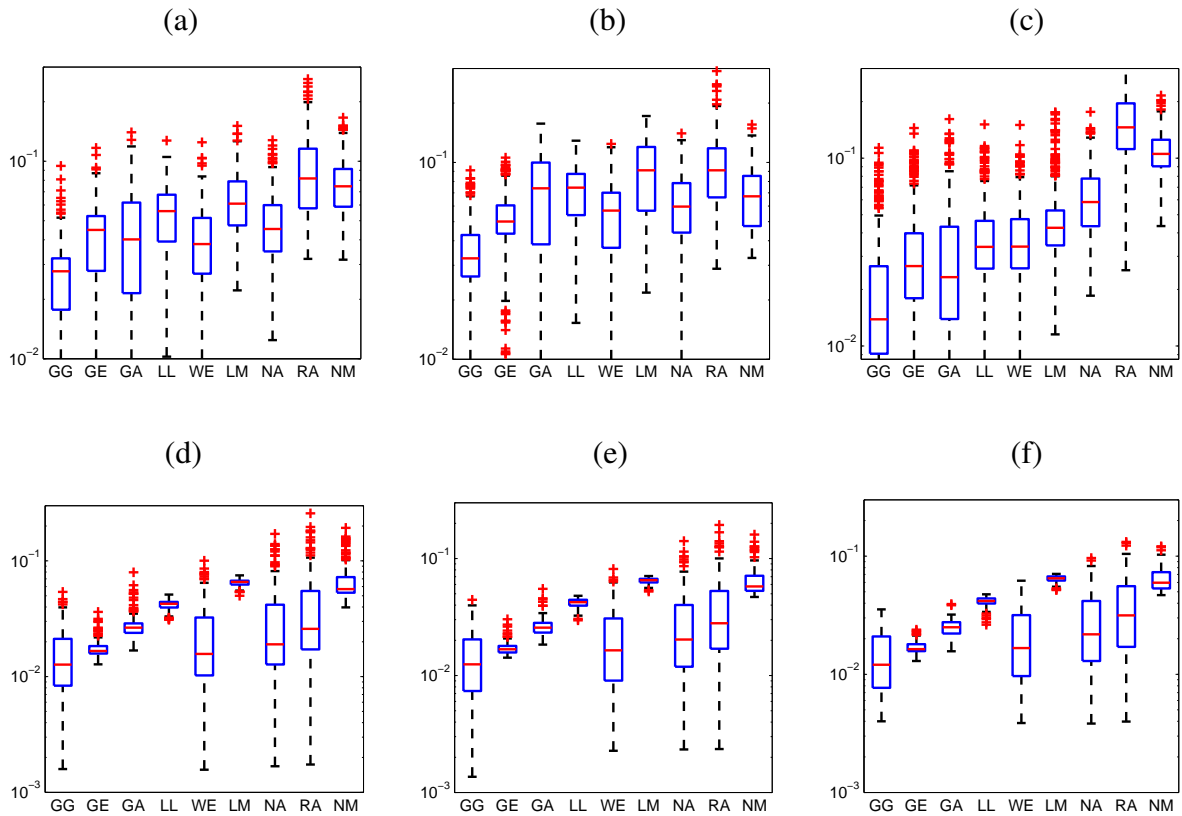 (a) (b) (c)
10⁻¹ 10⁻¹ 10⁻¹
10⁻² 10⁻² 10⁻²
GG GE GA LL WE LM NA RA NM GG GE GA LL WE LM NA RA NM GG GE GA LL WE LM NA RA NM
(d) (e) (f)
10⁻¹ 10⁻¹ 10⁻¹
10⁻² 10⁻² 10⁻²
10⁻³ 10⁻³ 10⁻³
GG GE GA LL WE LM NA RA NM GG GE GA LL WE LM NA RA NM GG GE GA LL WE LM NA RA NM